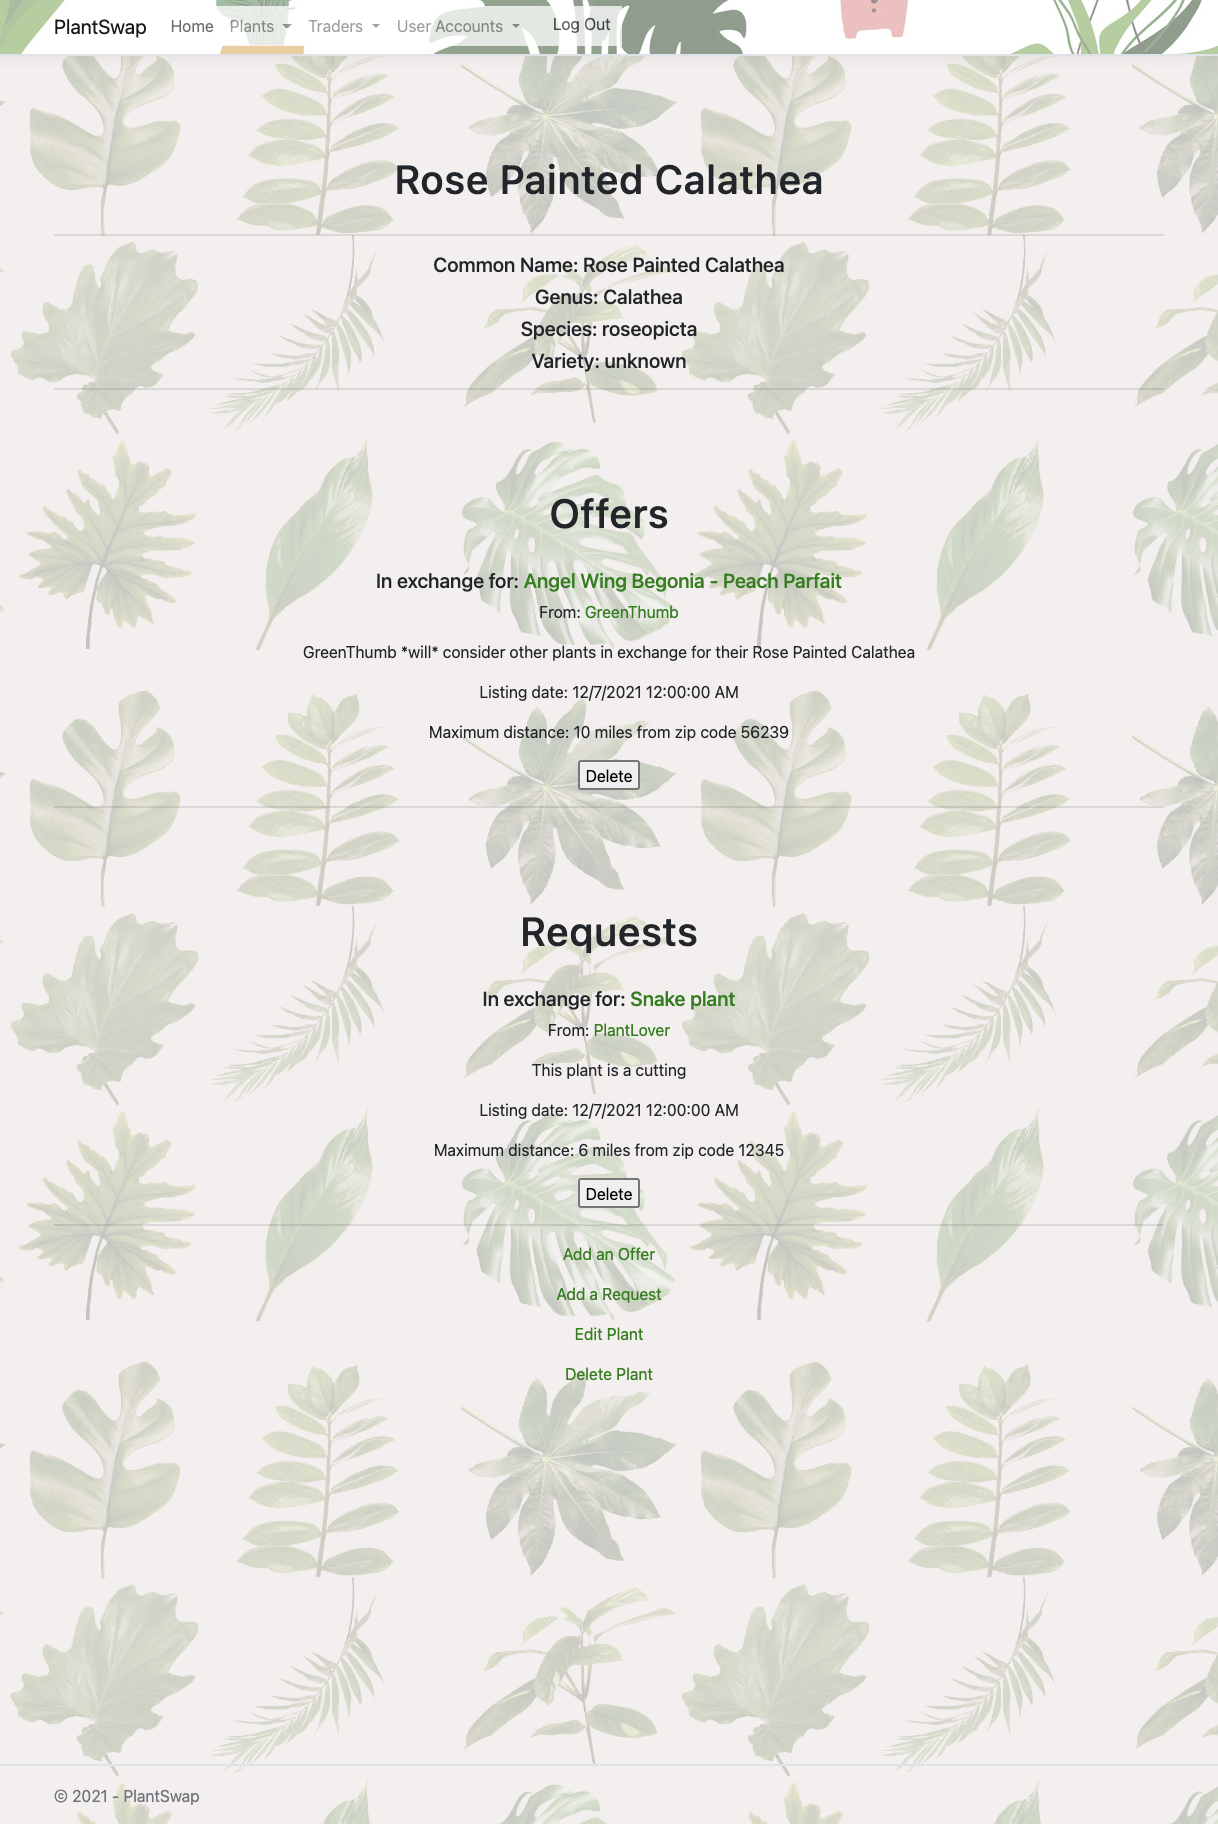 PlantSwap Home Plants Traders User Accounts Log Out
Rose Painted Calathea
Common Name: Rose Painted Calathea
Genus: Calathea
Species: roseopicta
Variety: unknown
Offers
In exchange for: Angel Wing Begonia - Peach Parfait
From: GreenThumb
GreenThumb *will* consider other plants in exchange for their Rose Painted Calathea
Listing date: 12/7/2021 12:00:00 AM
Maximum distance: 10 miles from zip code 56239
Delete
Requests
In exchange for: Snake plant
From: PlantLover
This plant is a cutting
Listing date: 12/7/2021 12:00:00 AM
Maximum distance: 6 miles from zip code 12345
Delete
Add an Offer
Add a Request
Edit Plant
Delete Plant
© 2021 - PlantSwap